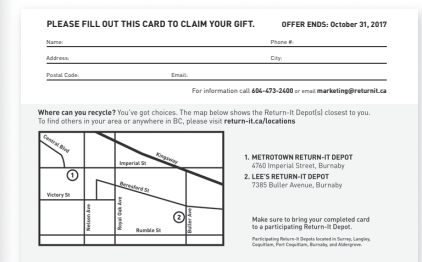 PLEASE FILL OUT THIS CARD TO CLAIM YOUR GIFT. OFFER ENDS: October 31, 2017
Name: Phone #:
Address: City:
Postal Code: Email:
For information call 604-473-2400 or email marketing@returnit.ca
Where can you recycle? You've got choices. The map below shows the Return-It Depot(s) closest to you.
To find others in your area or anywhere in BC, please visit return-it.ca/locations
Central Blvd
Kingsway
Imperial St
1
Beresford St
Victory St
Nelson Ave
Royal Oak Ave
Buller Ave
2
Rumble St
1. METROTOWN RETURN-IT DEPOT
4760 Imperial Street, Burnaby
2. LEE'S RETURN-IT DEPOT
7385 Buller Avenue, Burnaby
Make sure to bring your completed card
to a participating Return-It Depot.
Participating Return-It Depots located in Surrey, Langley,
Coquitlam, Port Coquitlam, Burnaby, and Aldergrove.